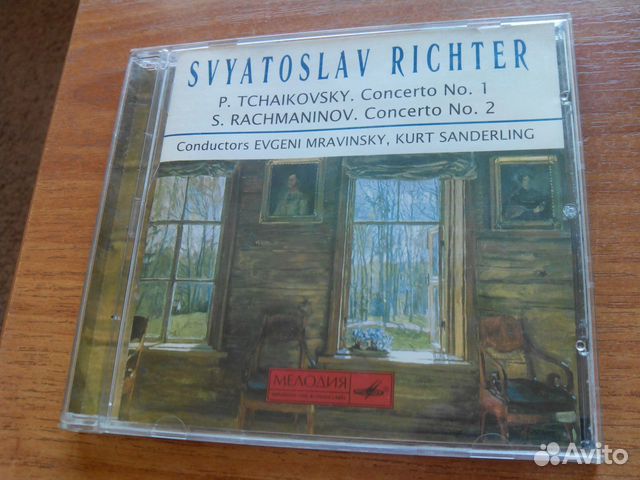 SVYATOSLAV RICHTER
P. TCHAIKOVSKY. Concerto No. 1
S. RACHMANINOV. Concerto No. 2
Conductors EVGENI MRAVINSKY, KURT SANDERLING
МЕЛОДИЯ
Avito